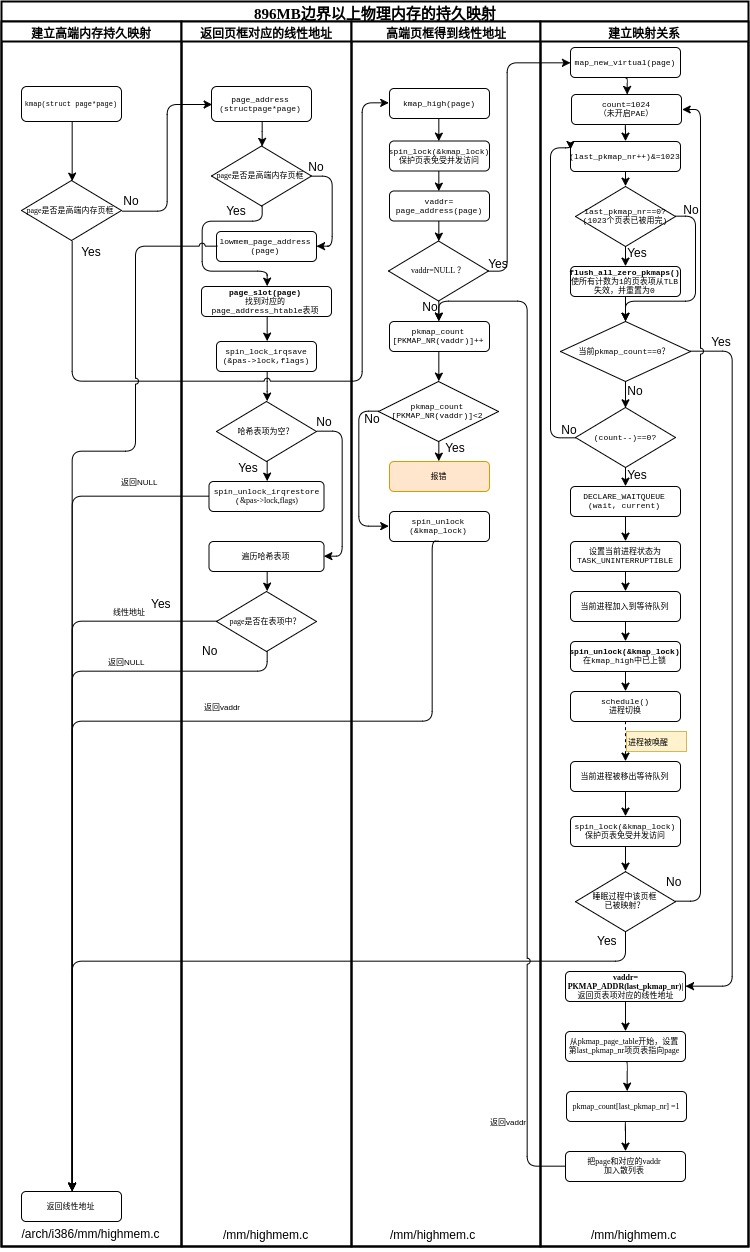 896MB边界以上物理内存的持久映射
建立高端内存持久映射
返回页框对应的线性地址
高端页框得到线性地址
建立映射关系
kmap(struct page*page)
page是否是高端内存页框
No
Yes
返回NULL
线性地址
Yes
返回NULL
返回线性地址
/arch/i386/mm/highmem.c
page_address
(structpage*page)
page是否是高端内存页框
No
Yes
lowmem_page_address
(page)
page_slot(page)
找到对应的
page_address_htable表项
spin_lock_irqsave
(&pas->lock,flags)
哈希表项为空?
No
Yes
spin_unlock_irqrestore
(&pas->lock,flags)
遍历哈希表项
page是否在表项中?
No
返回vaddr
/mm/highmem.c
kmap_high(page)
spin_lock(&kmap_lock)
保护页表免受并发访问
vaddr=
page_address(page)
vaddr=NULL ?
Yes
No
pkmap_count
[PKMAP_NR(vaddr)]++
pkmap_count
[PKMAP_NR(vaddr)]<2
No
Yes
报错
spin_unlock
(&kmap_lock)
返回vaddr
/mm/highmem.c
map_new_virtual(page)
count=1024
(未开启PAE)
(last_pkmap_nr++)&=1023
last_pkmap_nr==0?
(1023个页表已被用完)
No
Yes
flush_all_zero_pkmaps()
使所有计数为1的页表项从TLB
失效，并重置为0
当前pkmap_count==0?
Yes
No
(count--)==0?
No
Yes
DECLARE_WAITQUEUE
(wait, current)
设置当前进程状态为
TASK_UNINTERRUPTIBLE
当前进程加入到等待队列
spin_unlock(&kmap_lock)
在kmap_high中已上锁
schedule()
进程切换
进程被唤醒
当前进程被移出等待队列
spin_lock(&kmap_lock)
保护页表免受并发访问
睡眠过程中该页框
已被映射?
No
Yes
vaddr=
PKMAP_ADDR(last_pkmap_nr)|
返回页表项对应的线性地址
从pkmap_page_table开始，设置
第last_pkmap_nr项页表指向page
pkmap_count[last_pkmap_nr] =1
把page和对应的vaddr
加入散列表
/mm/highmem.c